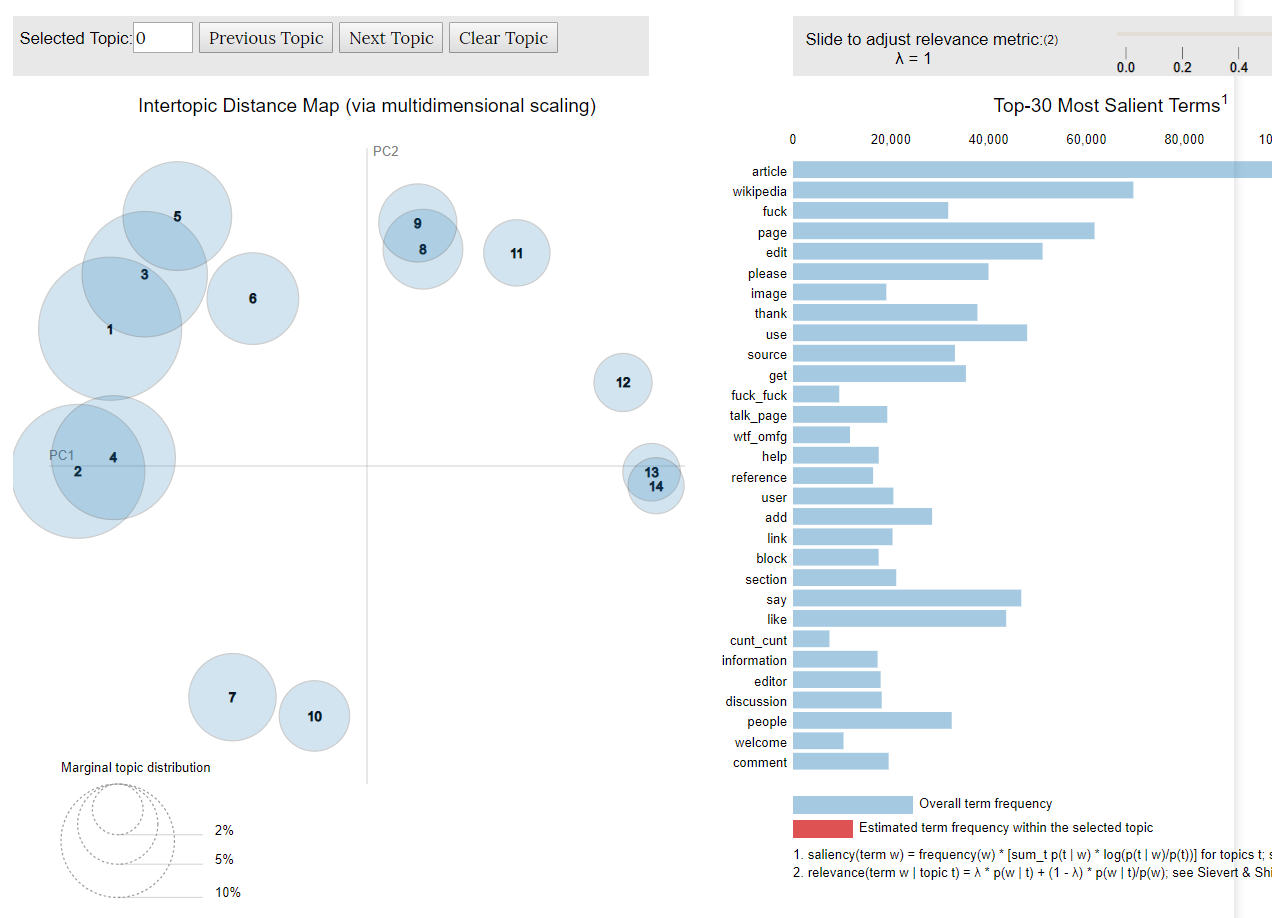 Selected Topic: 0 Previous Topic Next Topic Clear Topic
Slide to adjust relevance metric:(2)
λ = 1
0.0 0.2 0.4
Intertopic Distance Map (via multidimensional scaling)
PC2
5
3
1
6
9
8
11
12
13
14
PC1
2
4
7
10
Marginal topic distribution
2%
5%
10%
Top-30 Most Salient Terms1
0 20,000 40,000 60,000 80,000 10
article
wikipedia
fuck
page
edit
please
image
thank
use
source
get
fuck_fuck
talk_page
wtf_omfg
help
reference
user
add
link
block
section
say
like
cunt_cunt
information
editor
discussion
people
welcome
comment
Overall term frequency
Estimated term frequency within the selected topic
1. saliency(term w) = frequency(w) * [sum_t p(t | w) * log(p(t | w)/p(t))] for topics t; s
2. relevance(term w | topic t) = λ * p(w | t) + (1 - λ) * p(w | t)/p(w); see Sievert & Shi